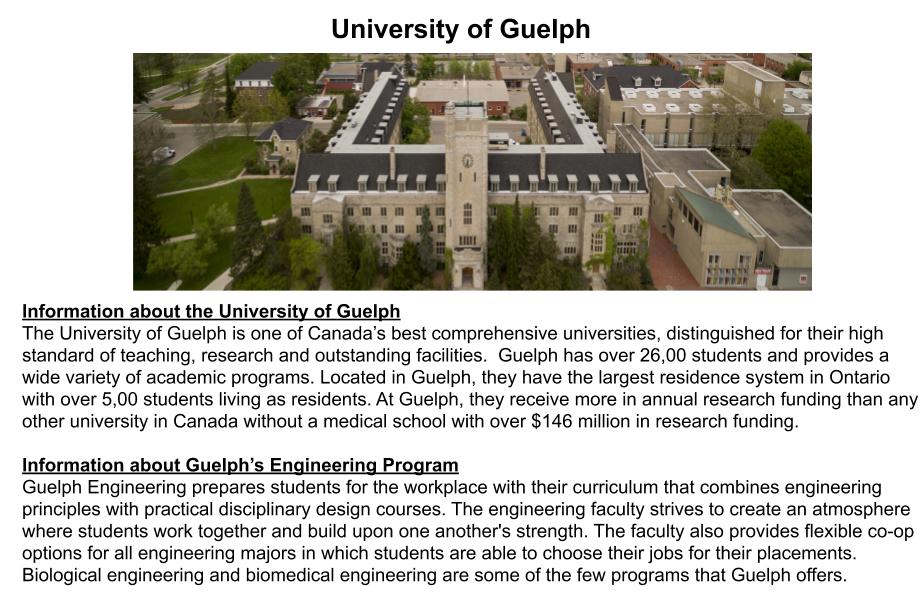 University of Guelph
Information about the University of Guelph
The University of Guelph is one of Canada’s best comprehensive universities, distinguished for their high
standard of teaching, research and outstanding facilities.  Guelph has over 26,00 students and provides a
wide variety of academic programs. Located in Guelph, they have the largest residence system in Ontario
with over 5,00 students living as residents. At Guelph, they receive more in annual research funding than any
other university in Canada without a medical school with over $146 million in research funding.
Information about Guelph’s Engineering Program
Guelph Engineering prepares students for the workplace with their curriculum that combines engineering
principles with practical disciplinary design courses. The engineering faculty strives to create an atmosphere
where students work together and build upon one another's strength. The faculty also provides flexible co-op
options for all engineering majors in which students are able to choose their jobs for their placements.
Biological engineering and biomedical engineering are some of the few programs that Guelph offers.